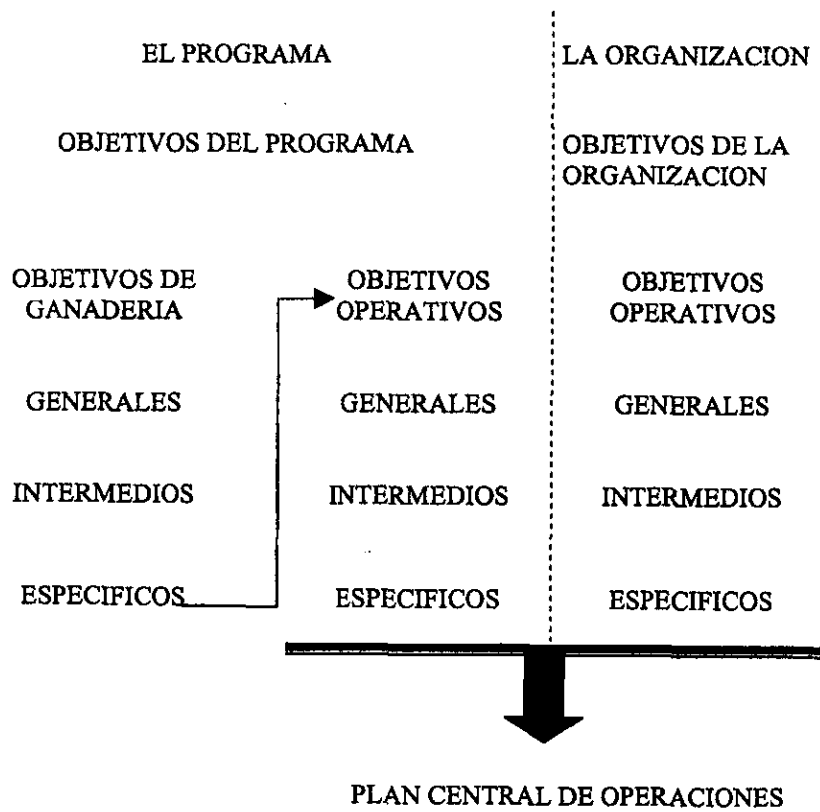 EL PROGRAMA
LA ORGANIZACION
OBJETIVOS DEL PROGRAMA
OBJETIVOS DE LA
ORGANIZACION
OBJETIVOS DE
GANADERIA
OBJETIVOS
OPERATIVOS
OBJETIVOS
OPERATIVOS
GENERALES
GENERALES
GENERALES
INTERMEDIOS
INTERMEDIOS
INTERMEDIOS
ESPECIFICOS
ESPECIFICOS
ESPECIFICOS
PLAN CENTRAL DE OPERACIONES